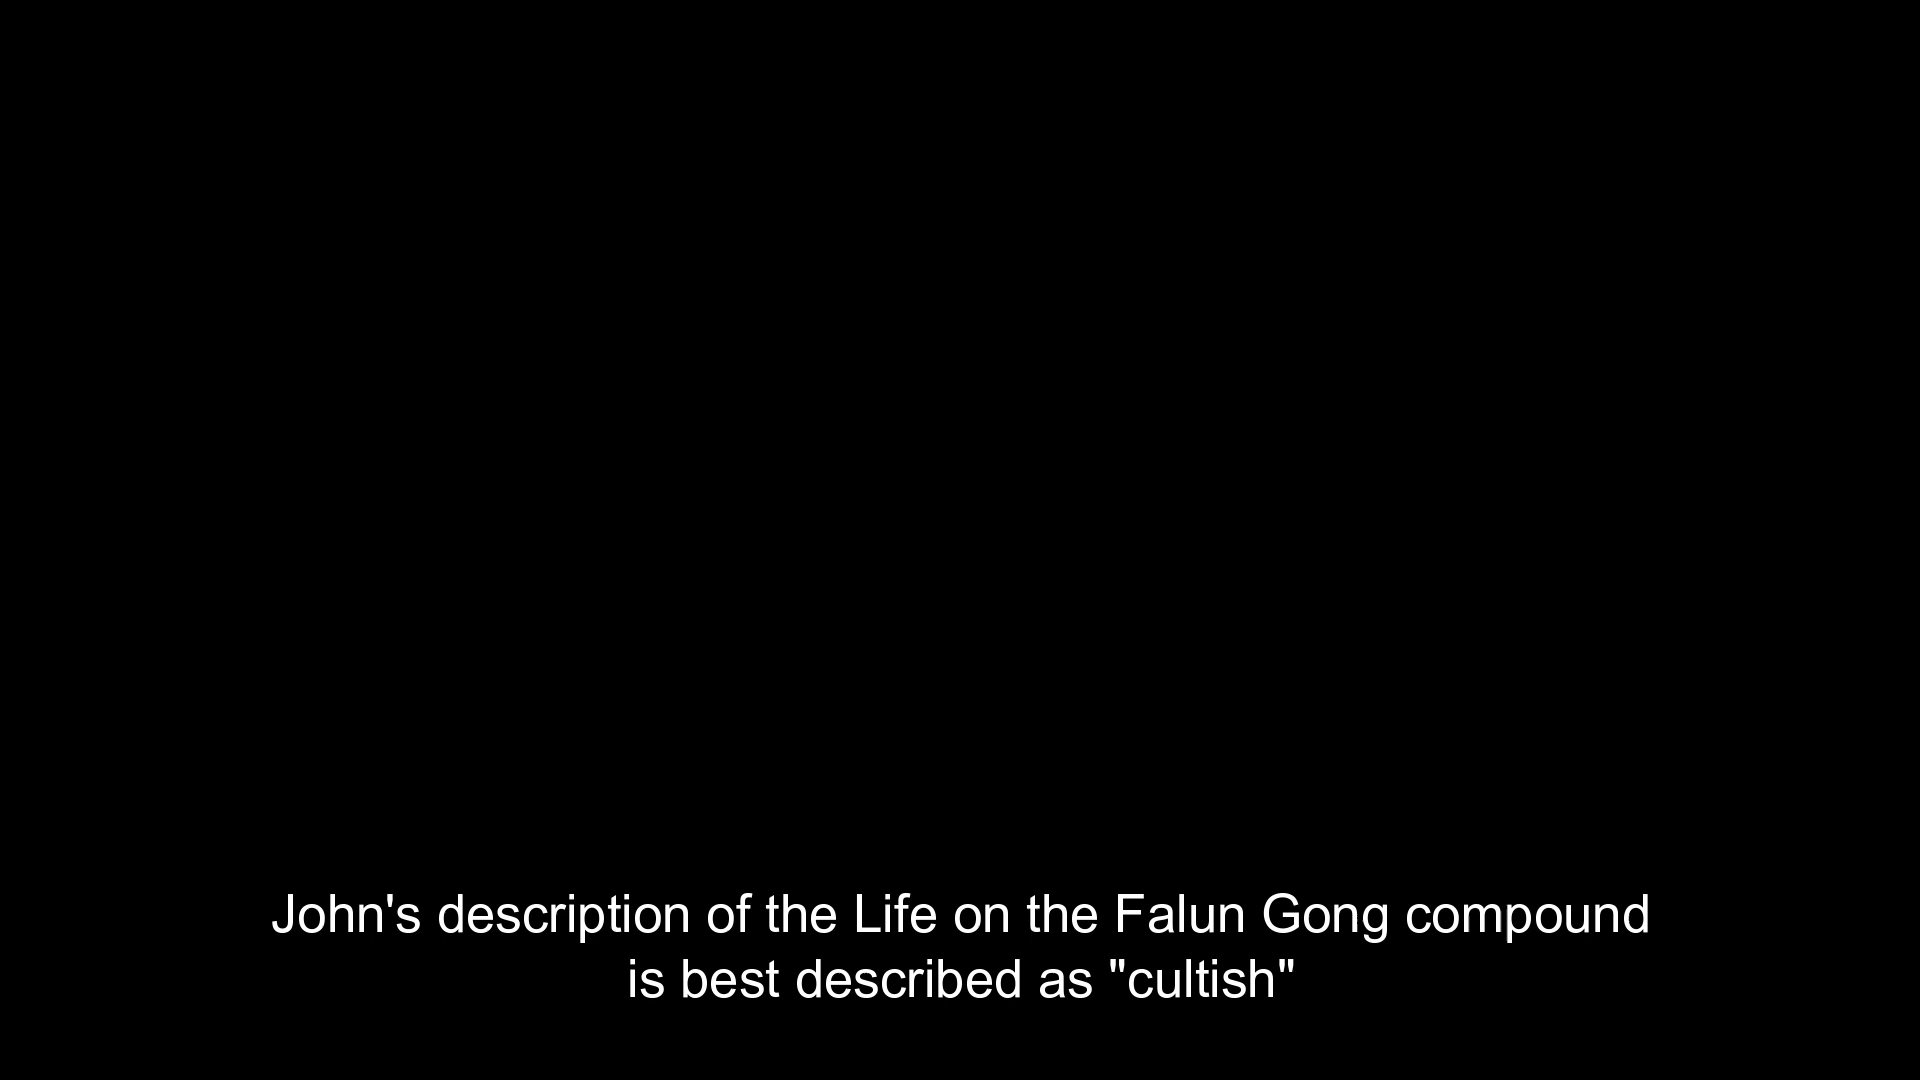 John's description of the Life on the Falun Gong compound
is best described as "cultish"